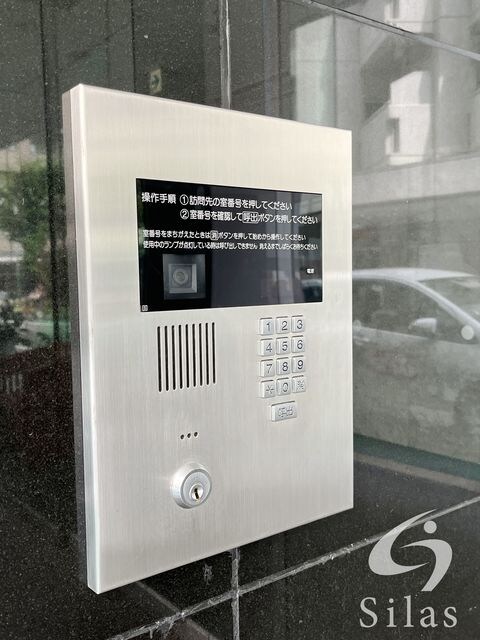 操作手順 ①訪問先の室番号を押してください
②室番号を確認して呼出ボタンを押してください
室番号をまちがえたときは消ボタンを押して始めから操作してください
使用中のランプが点灯している時は呼び出しできません 消えるまでしばらくお待ちください
1 2 3
4 5 6
7 8 9
* 0 消
呼出
Silas